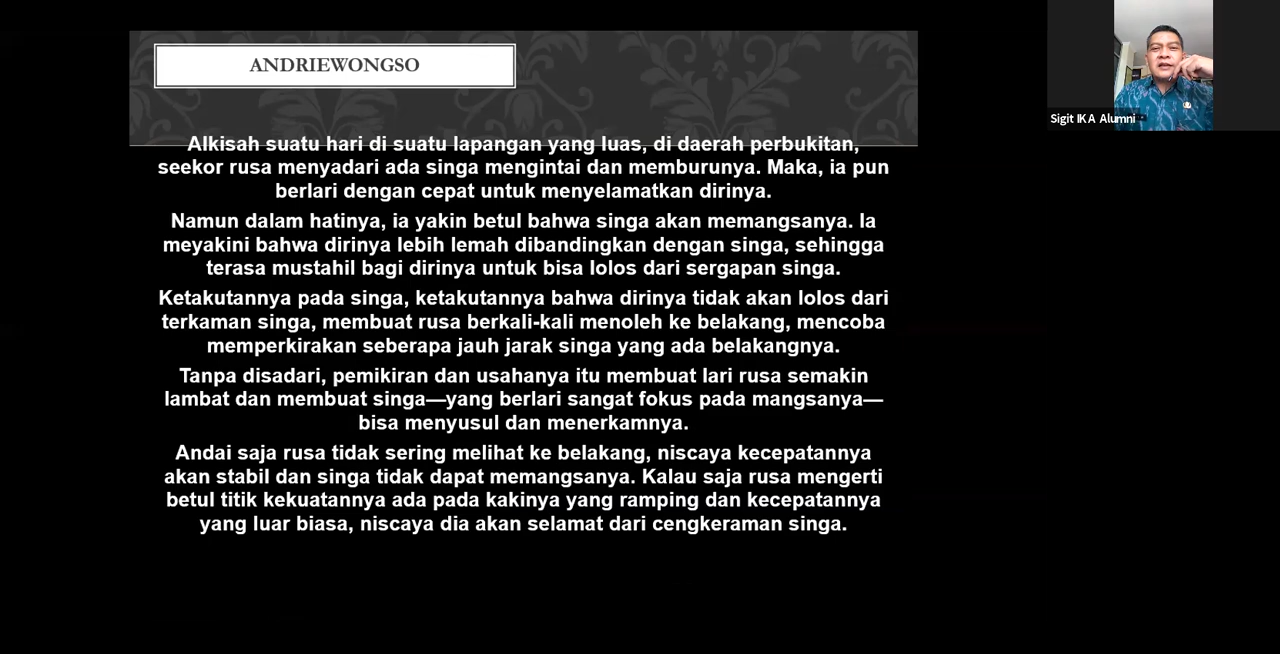 ANDRIEWONGSO
Alkisah suatu hari di suatu lapangan yang luas, di daerah perbukitan,
seekor rusa menyadari ada singa mengintai dan memburunya. Maka, ia pun
berlari dengan cepat untuk menyelamatkan dirinya.
Namun dalam hatinya, ia yakin betul bahwa singa akan memangsanya. Ia
meyakini bahwa dirinya lebih lemah dibandingkan dengan singa, sehingga
terasa mustahil bagi dirinya untuk bisa lolos dari sergapan singa.
Ketakutannya pada singa, ketakutannya bahwa dirinya tidak akan lolos dari
terkaman singa, membuat rusa berkali-kali menoleh ke belakang, mencoba
memperkirakan seberapa jauh jarak singa yang ada belakangnya.
Tanpa disadari, pemikiran dan usahanya itu membuat lari rusa semakin
lambat dan membuat singa—yang berlari sangat fokus pada mangsanya—
bisa menyusul dan menerkamnya.
Andai saja rusa tidak sering melihat ke belakang, niscaya kecepatannya
akan stabil dan singa tidak dapat memangsanya. Kalau saja rusa mengerti
betul titik kekuatannya ada pada kakinya yang ramping dan kecepatannya
yang luar biasa, niscaya dia akan selamat dari cengkeraman singa.
Sigit IKA Alumni